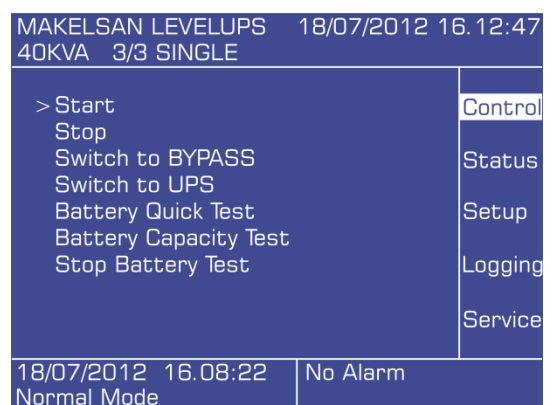 MAKELSAN LEVELUPS 18/07/2012 16.12:47
40KVA 3/3 SINGLE
>Start
Stop
Switch to BYPASS
Switch to UPS
Battery Quick Test
Battery Capacity Test
Stop Battery Test
Control
Status
Setup
Logging
Service
18/07/2012 16.08:22
Normal Mode
No Alarm